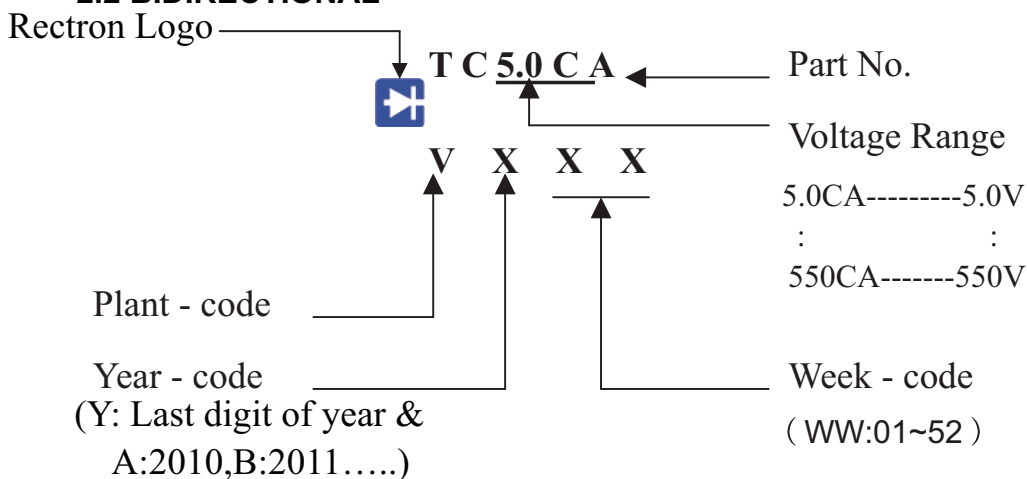 Rectron Logo
T C 5.0 C A
Part No.
Voltage Range
V X X X
5.0CA---------5.0V
: :
550CA-------550V
Plant - code
Year - code
Week - code
(Y: Last digit of year &
（WW:01~52）
A:2010,B:2011…..)